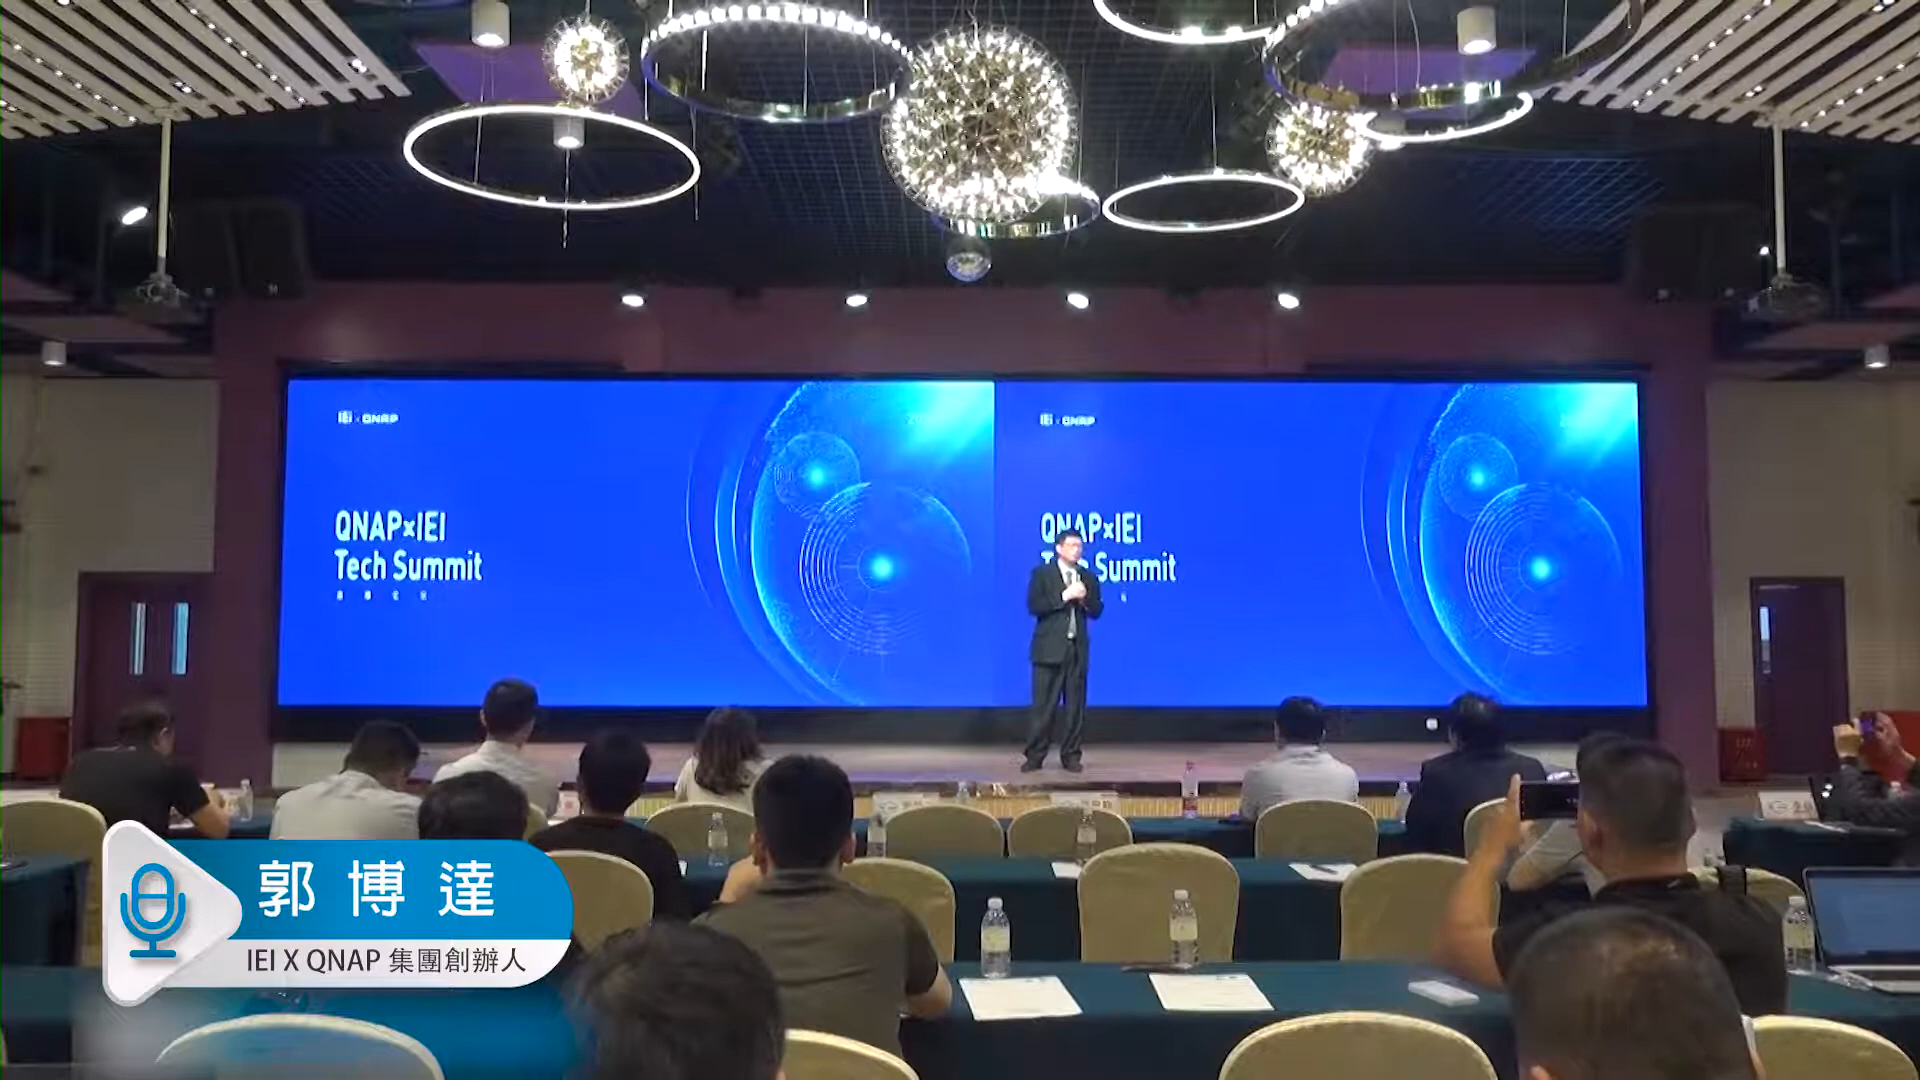 IEI x QNAP
QNAP×IEI
Tech Summit
IEI x QNAP
QNAP×IEI
Summit
郭博達
IEI X QNAP 集團創辦人